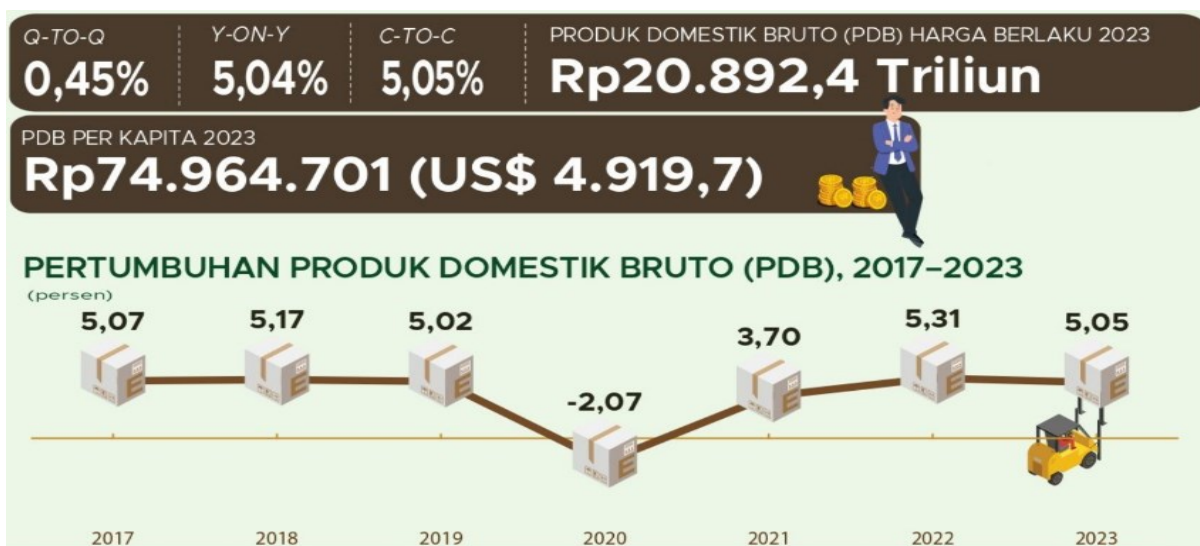 Q-TO-Q
0,45%
Y-ON-Y
5,04%
C-TO-C
5,05%
PRODUK DOMESTIK BRUTO (PDB) HARGA BERLAKU 2023
Rp20.892,4 Triliun
PDB PER KAPITA 2023
Rp74.964.701 (US$ 4.919,7)
PERTUMBUHAN PRODUK DOMESTIK BRUTO (PDB), 2017–2023
(persen)
5,07 5,17 5,02 -2,07 3,70 5,31 5,05
E E E E E E E
2017 2018 2019 2020 2021 2022 2023